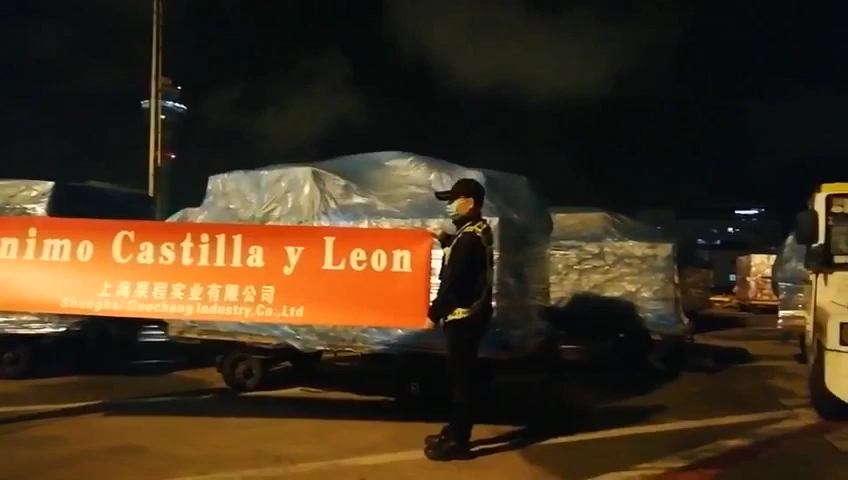 nimo Castilla y Leon
上海果程实业有限公司
Shanghai Guocheng Industry.Co.,Ltd